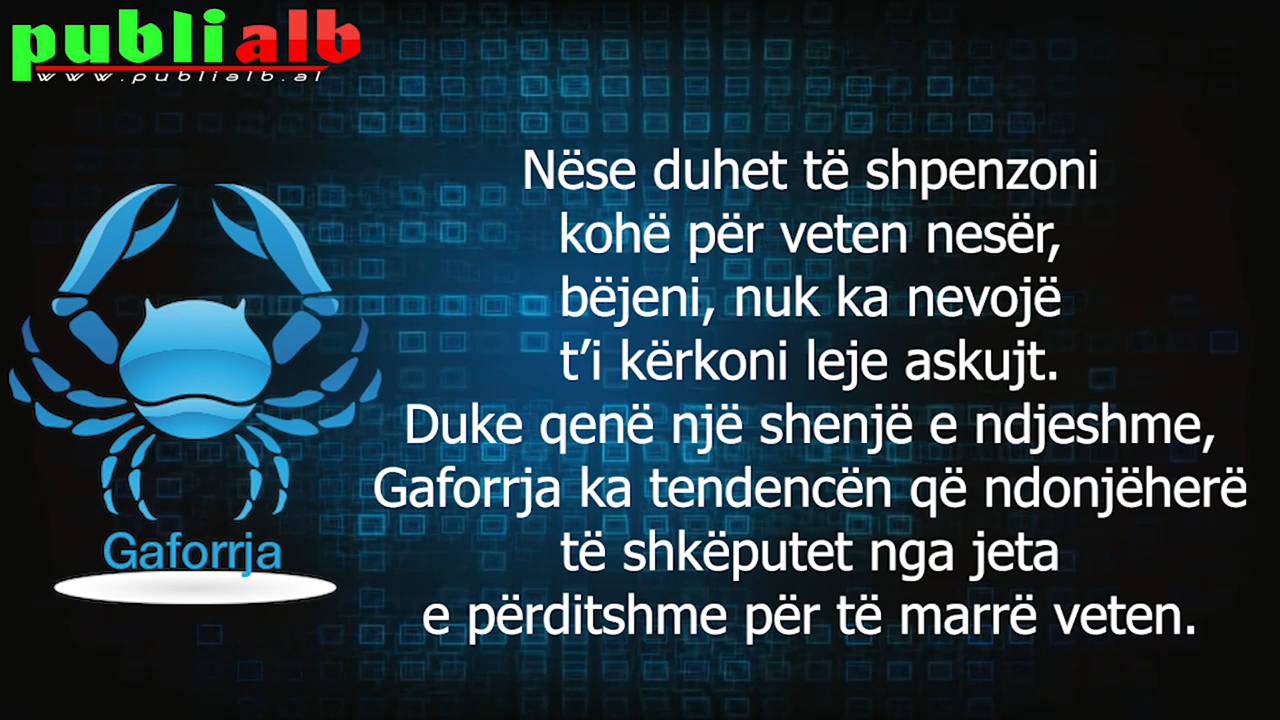 publialb
www.publialb.al
Nëse duhet të shpenzoni
kohë për veten nesër,
bëjeni, nuk ka nevojë
t’i kërkoni leje askujt.
Duke qenë një shenjë e ndjeshme,
Gaforrja ka tendencën që ndonjëherë
të shkëputet nga jeta
e përditshme për të marrë veten.
Gaforrja